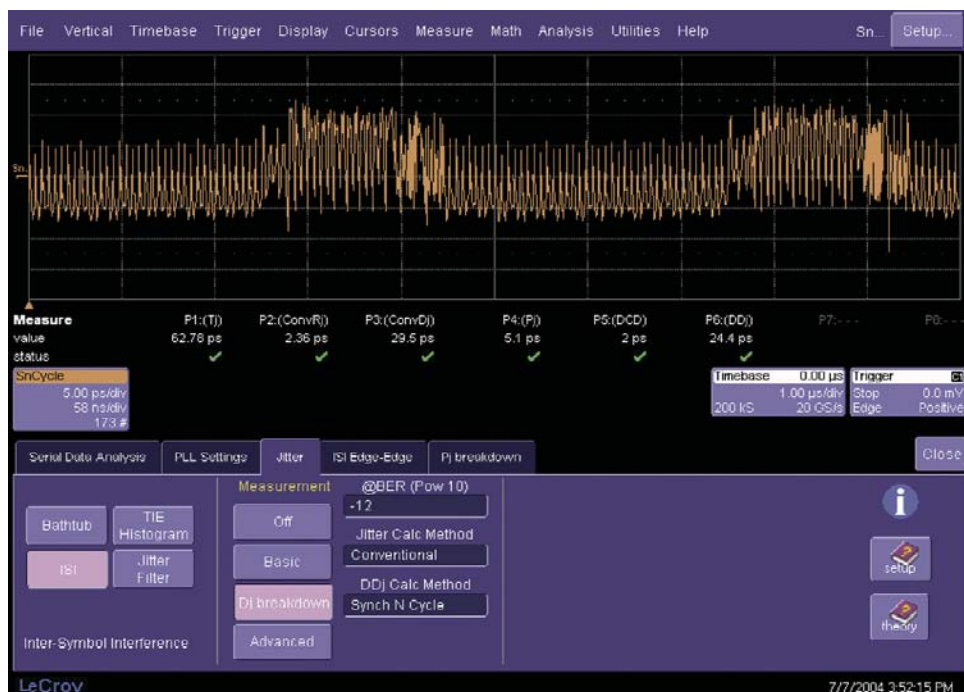 File Vertical Timebase Trigger Display Cursors Measure Math Analysis Utilities Help Sn... Setup...
Sn.
Measure P1:(Tj) P2:(ConvRj) P3:(ConvDj) P4:(Pj) P5:(DCD) P6:(DDj) P7:- - - P8:- - -
value 62.78 ps 2.36 ps 29.5 ps 5.1 ps 2 ps 24.4 ps
status
SnCycle
5.00 ps/div
58 ns/div
173 #
Timebase 0.00 µs
1.00 µs/div
200 kS 20 GS/s
Trigger C1
Stop 0.0 mV
Edge Positive
Serial Data Analysis PLL Settings Jitter ISI Edge-Edge Pj breakdown Close
Measurement @BER (Pow 10)
-12
Bathtub TIE Histogram Off
Jitter Calc Method
ISI Jitter Filter Basic Conventional
DDj Calc Method
Dj breakdown Synch N Cycle
Inter-Symbol Interference Advanced
setup
theory
LeCroy 7/7/2004 3:52:15 PM